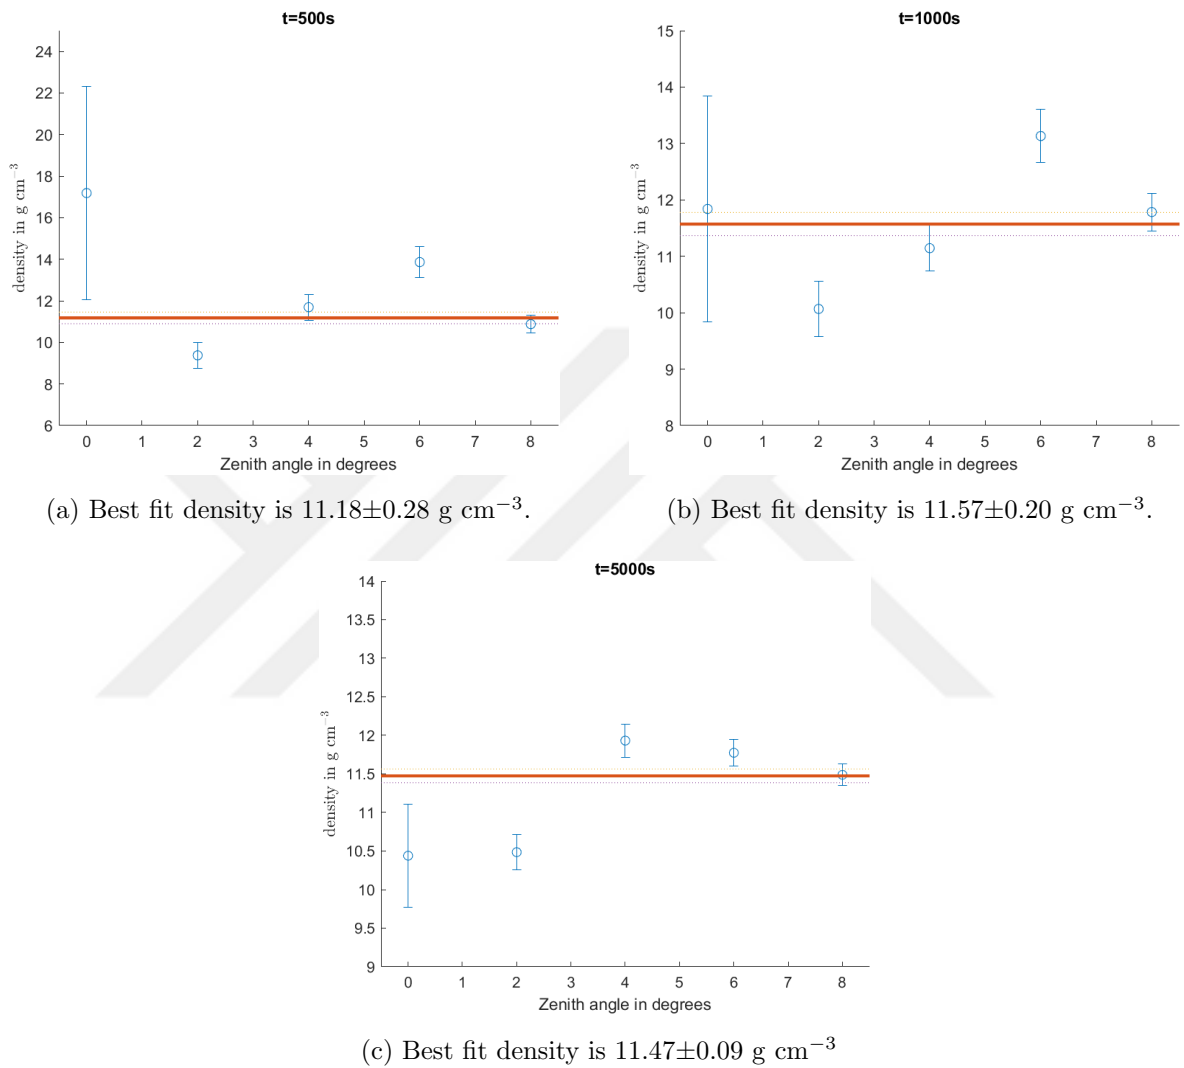 t=500s
density in g cm⁻³
24
22
20
18
16
14
12
10
8
6
0 1 2 3 4 5 6 7 8
Zenith angle in degrees
(a) Best fit density is 11.18±0.28 g cm⁻³.
t=1000s
density in g cm⁻³
15
14
13
12
11
10
9
8
0 1 2 3 4 5 6 7 8
Zenith angle in degrees
(b) Best fit density is 11.57±0.20 g cm⁻³.
t=5000s
density in g cm⁻³
14
13.5
13
12.5
12
11.5
11
10.5
10
9.5
9
0 1 2 3 4 5 6 7 8
Zenith angle in degrees
(c) Best fit density is 11.47±0.09 g cm⁻³